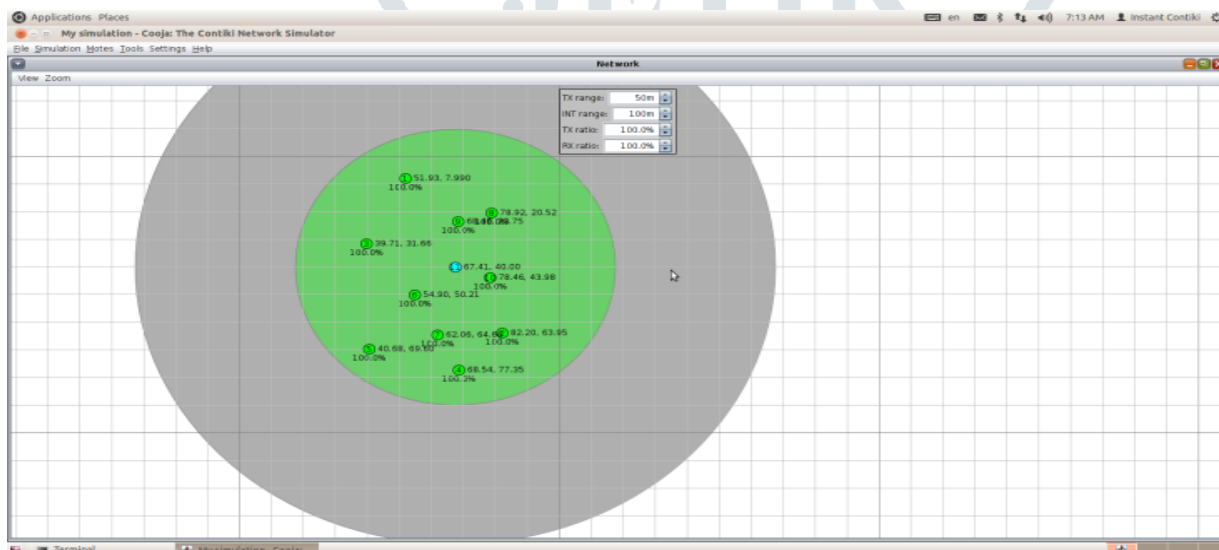 Applications Places
en 7:13 AM Instant Contiki
My simulation - Cooja: The Contiki Network Simulator
File Simulation Motes Tools Settings Help
Network
View Zoom
TX range: 50m
INT range: 100m
TX ratio: 100.0%
RX ratio: 100.0%
1 51.93, 7.990
100.0%
8 78.92, 20.52
9
100.0%
3 39.71, 31.66
100.0%
67.41, 40.00
78.46, 43.98
100.0%
6 54.90, 50.21
100.0%
7 62.06,
82.20, 63.95
100.0%
100.0%
5 40.68, 69.60
100.0%
4 68.54, 77.35
Terminal
My simulation - Cooja: